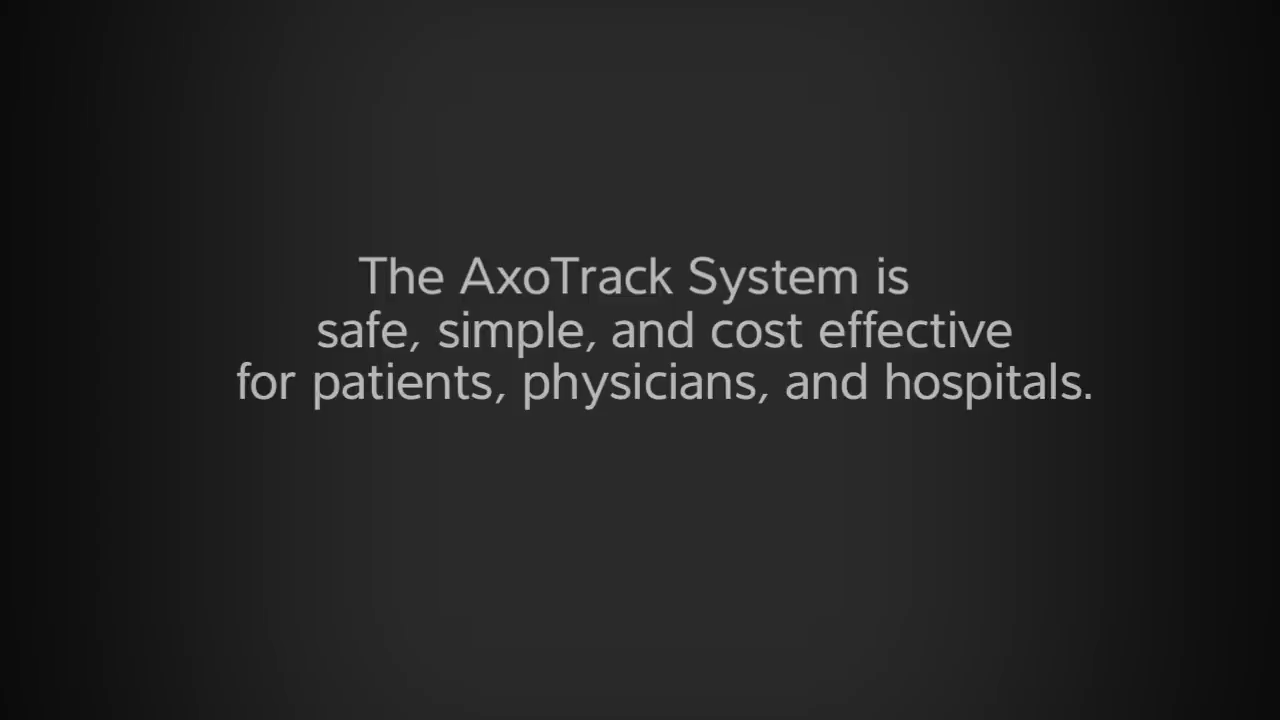 The AxoTrack System is
safe, simple, and cost effective
for patients, physicians, and hospitals.